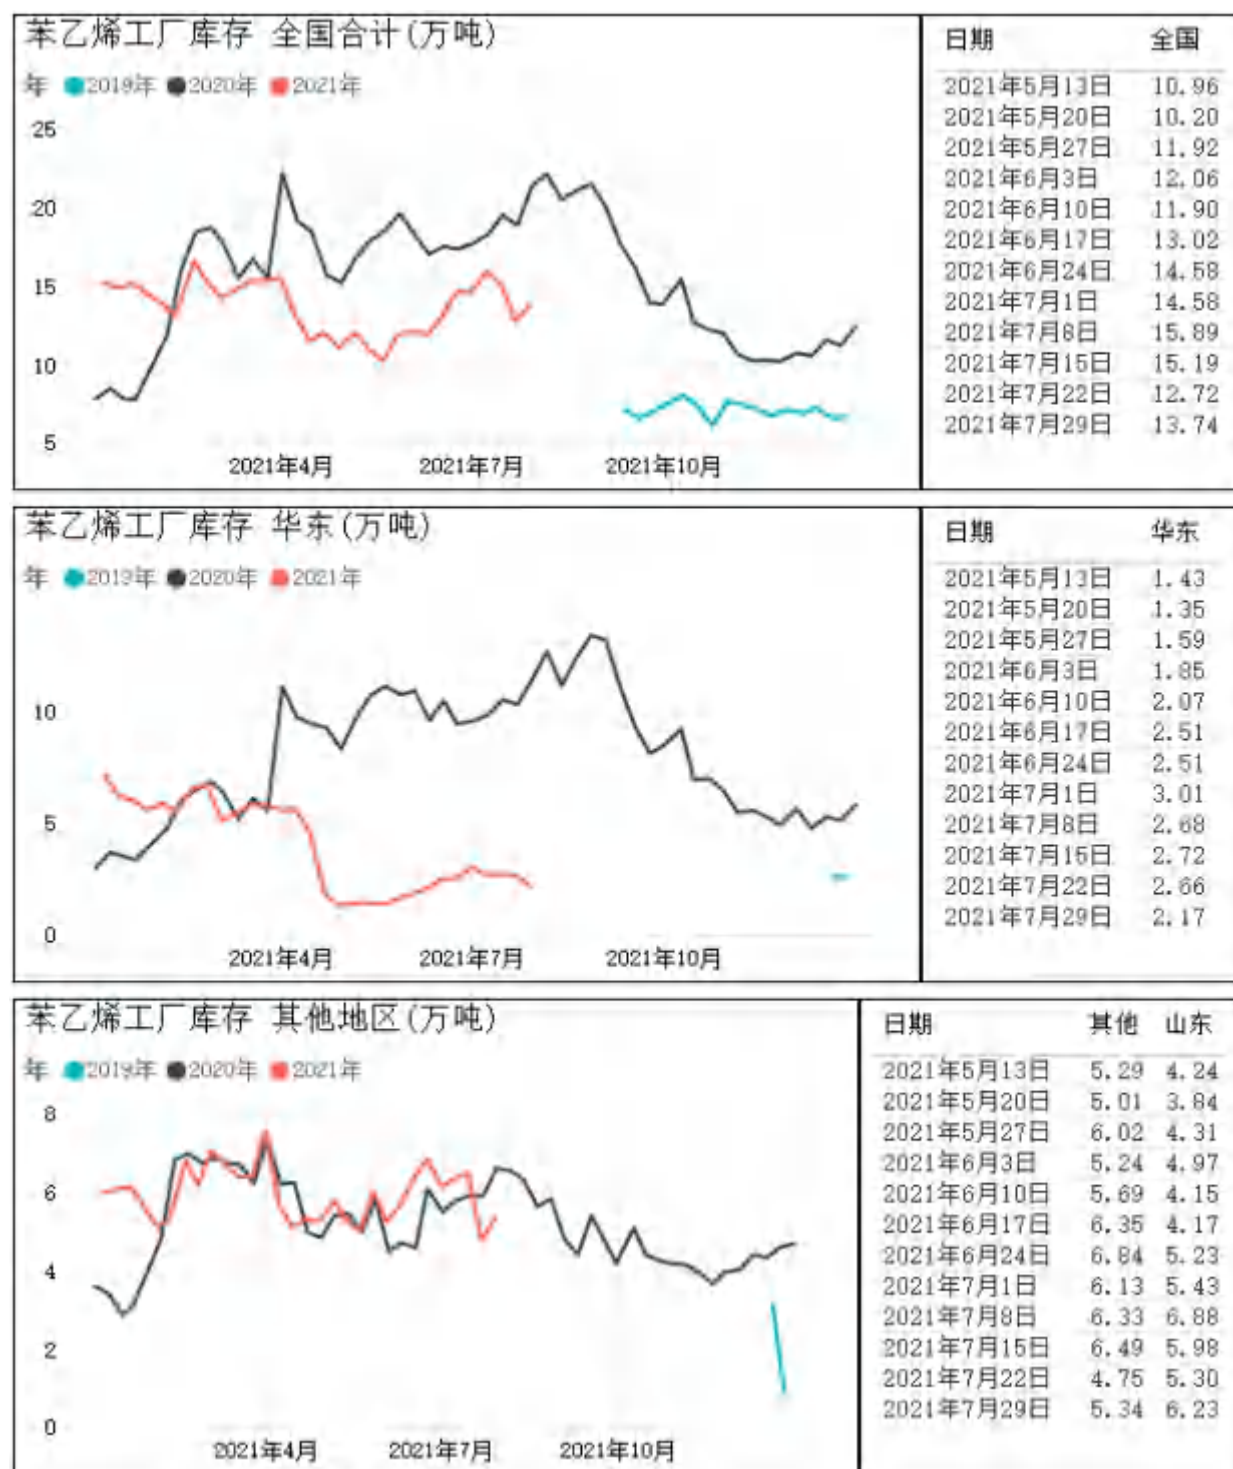 苯乙烯工厂库存 全国合计(万吨)
年 2019年 2020年 2021年
25
20
15
10
5
2021年4月 2021年7月 2021年10月
日期 全国
2021年5月13日 10.96
2021年5月20日 10.20
2021年5月27日 11.92
2021年6月3日 12.06
2021年6月10日 11.90
2021年6月17日 13.02
2021年6月24日 14.58
2021年7月1日 14.58
2021年7月8日 15.89
2021年7月15日 15.19
2021年7月22日 12.72
2021年7月29日 13.74
苯乙烯工厂库存 华东(万吨)
年 2019年 2020年 2021年
10
5
0
2021年4月 2021年7月 2021年10月
日期 华东
2021年5月13日 1.43
2021年5月20日 1.35
2021年5月27日 1.59
2021年6月3日 1.85
2021年6月10日 2.07
2021年6月17日 2.51
2021年6月24日 2.51
2021年7月1日 3.01
2021年7月8日 2.68
2021年7月15日 2.72
2021年7月22日 2.66
2021年7月29日 2.17
苯乙烯工厂库存 其他地区(万吨)
年 2019年 2020年 2021年
8
6
4
2
0
2021年4月 2021年7月 2021年10月
日期 其他 山东
2021年5月13日 5.29 4.24
2021年5月20日 5.01 3.84
2021年5月27日 6.02 4.31
2021年6月3日 5.24 4.97
2021年6月10日 5.69 4.15
2021年6月17日 6.35 4.17
2021年6月24日 6.84 5.23
2021年7月1日 6.13 5.43
2021年7月8日 6.33 6.88
2021年7月15日 6.49 5.98
2021年7月22日 4.75 5.30
2021年7月29日 5.34 6.23